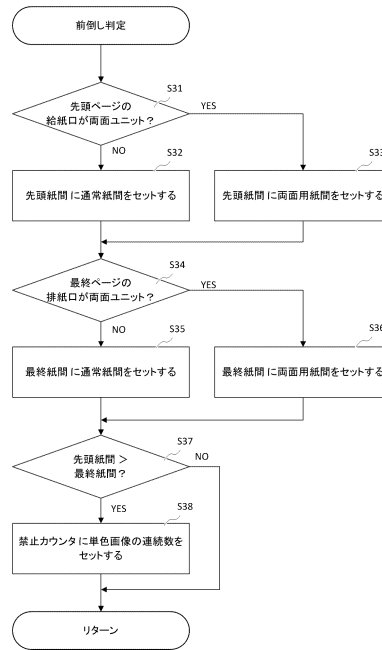 前倒し判定
S31
先頭ページの
給紙口が両面ユニット？
YES
NO
S32
S33
先頭紙間に通常紙間をセットする
先頭紙間に両面用紙間をセットする
S34
最終ページの
排紙口が両面ユニット？
YES
NO
S35
S36
最終紙間に通常紙間をセットする
最終紙間に両面用紙間をセットする
S37
先頭紙間＞
最終紙間？
NO
YES
S38
禁止カウンタに単色画像の連続数を
セットする
リターン